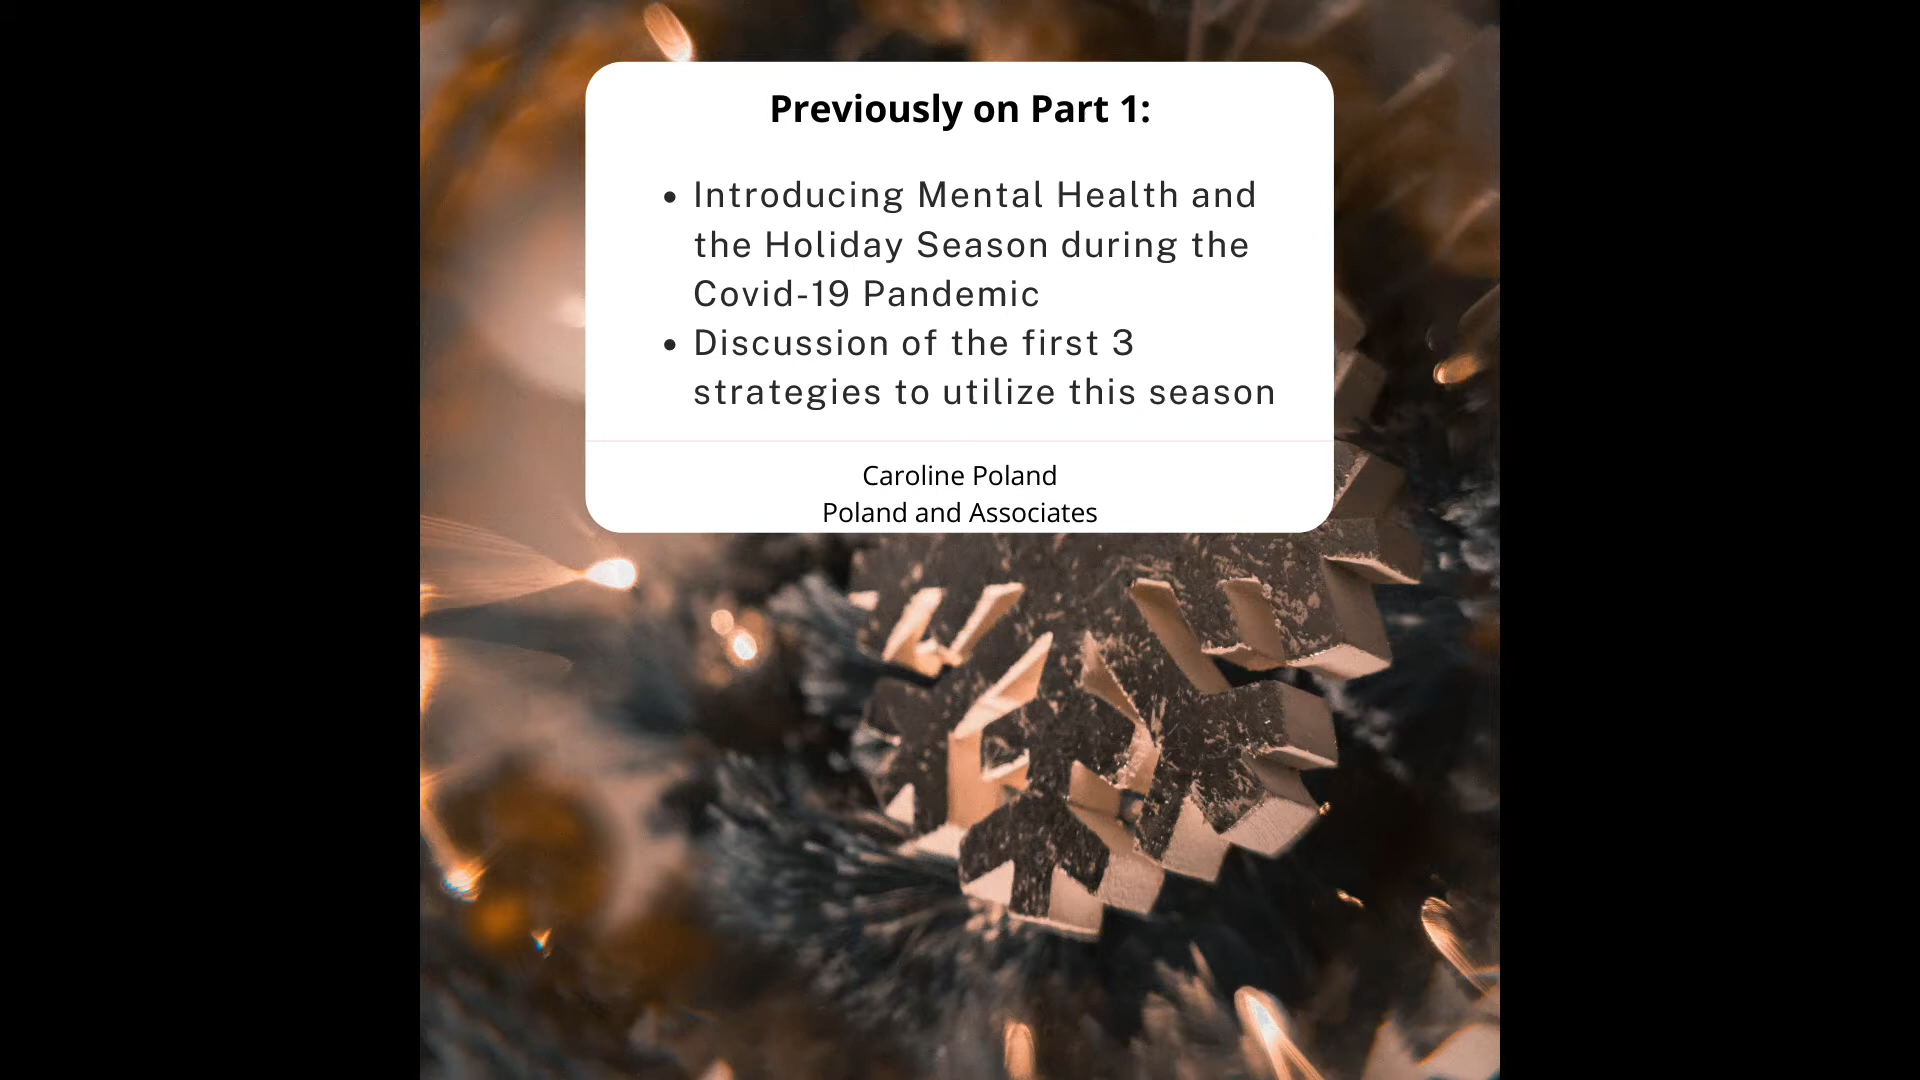 Previously on Part 1:
• Introducing Mental Health and
the Holiday Season during the
Covid-19 Pandemic
• Discussion of the first 3
strategies to utilize this season
Caroline Poland
Poland and Associates